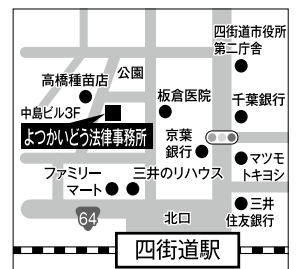 四街道市役所
第二庁舎
公園
高橋種苗店
板倉医院
千葉銀行
中島ビル3F
よつかいどう法律事務所
京葉
銀行
マツモ
トキヨシ
ファミリー
マート
三井のリハウス
三井
住友銀行
64
北口
四街道駅